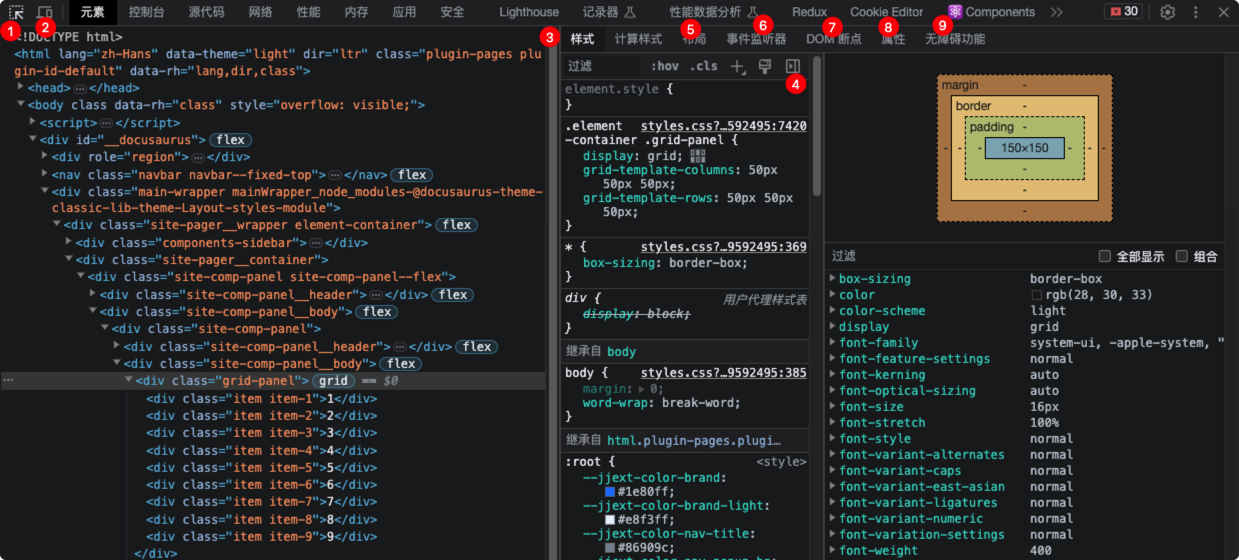 元素 控制台 源代码 网络 性能 内存 应用 安全 Lighthouse 记录器 性能数据分析 Redux Cookie Editor Components 30
1 2 3 4 5 6 7 8 9
<!DOCTYPE html>
<html lang="zh-Hans" data-theme="light" dir="ltr" class="plugin-pages plu
gin-id-default" data-rh="lang,dir,class">
<head>…</head>
<body class data-rh="class" style="overflow: visible;">
<script>…</script>
<div id="__docusaurus"> flex
<div role="region">…</div>
<nav class="navbar navbar--fixed-top">…</nav> flex
<div class="main-wrapper mainWrapper_node_modules-@docusaurus-theme-
classic-lib-theme-Layout-styles-module">
<div class="site-pager__wrapper element-container"> flex
<div class="components-sidebar">…</div>
<div class="site-pager__container">
<div class="site-comp-panel site-comp-panel--flex">
<div class="site-comp-panel__header">…</div> flex
<div class="site-comp-panel__body"> flex
<div class="site-comp-panel">
<div class="site-comp-panel__header">…</div> flex
<div class="site-comp-panel__body"> flex
… <div class="grid-panel"> grid == $0
<div class="item item-1">1</div>
<div class="item item-2">2</div>
<div class="item item-3">3</div>
<div class="item item-4">4</div>
<div class="item item-5">5</div>
<div class="item item-6">6</div>
<div class="item item-7">7</div>
<div class="item item-8">8</div>
<div class="item item-9">9</div>
</div>
样式 计算样式 布局 事件监听器 DOM 断点 属性 无障碍功能
过滤 :hov .cls
element.style {
}
.element styles.css?…592495:7420
-container .grid-panel {
display: grid;
grid-template-columns: 50px
50px 50px;
grid-template-rows: 50px 50px
50px;
}
* { styles.css?…9592495:369
box-sizing: border-box;
}
div { 用户代理样式表
display: block;
}
继承自 body
body { styles.css?…9592495:385
margin: 0;
word-wrap: break-word;
}
继承自 html.plugin-pages.plugi…
:root { <style>
--jjext-color-brand:
#1e80ff;
--jjext-color-brand-light:
#e8f3ff;
--jjext-color-nav-title:
#86909c;
margin -
border -
padding -
- - - 150×150 - - -
-
-
-
过滤 全部显示 组合
box-sizing border-box
color rgb(28, 30, 33)
color-scheme light
display grid
font-family system-ui, -apple-system, "
font-feature-settings normal
font-kerning auto
font-optical-sizing auto
font-size 16px
font-stretch 100%
font-style normal
font-variant-alternates normal
font-variant-caps normal
font-variant-east-asian normal
font-variant-ligatures normal
font-variant-numeric normal
font-variation-settings normal
font-weight 400